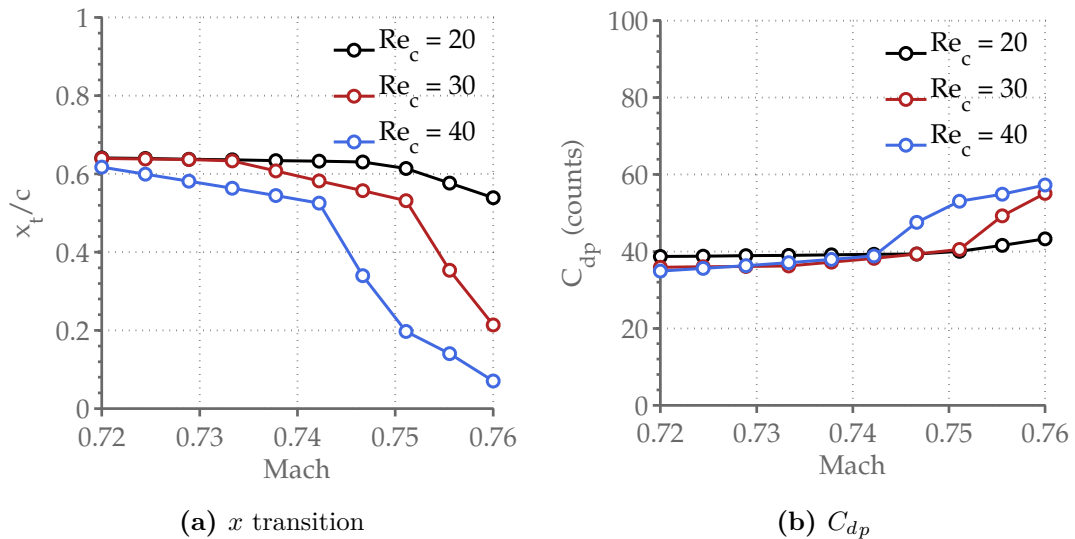 1
0.8
0.6
0.4
0.2
0
x_t/c
0.72 0.73 0.74 0.75 0.76
Mach
Re_c = 20
Re_c = 30
Re_c = 40
(a) x transition
100
80
60
40
20
0
C_dp (counts)
0.72 0.73 0.74 0.75 0.76
Mach
Re_c = 20
Re_c = 30
Re_c = 40
(b) C_dp